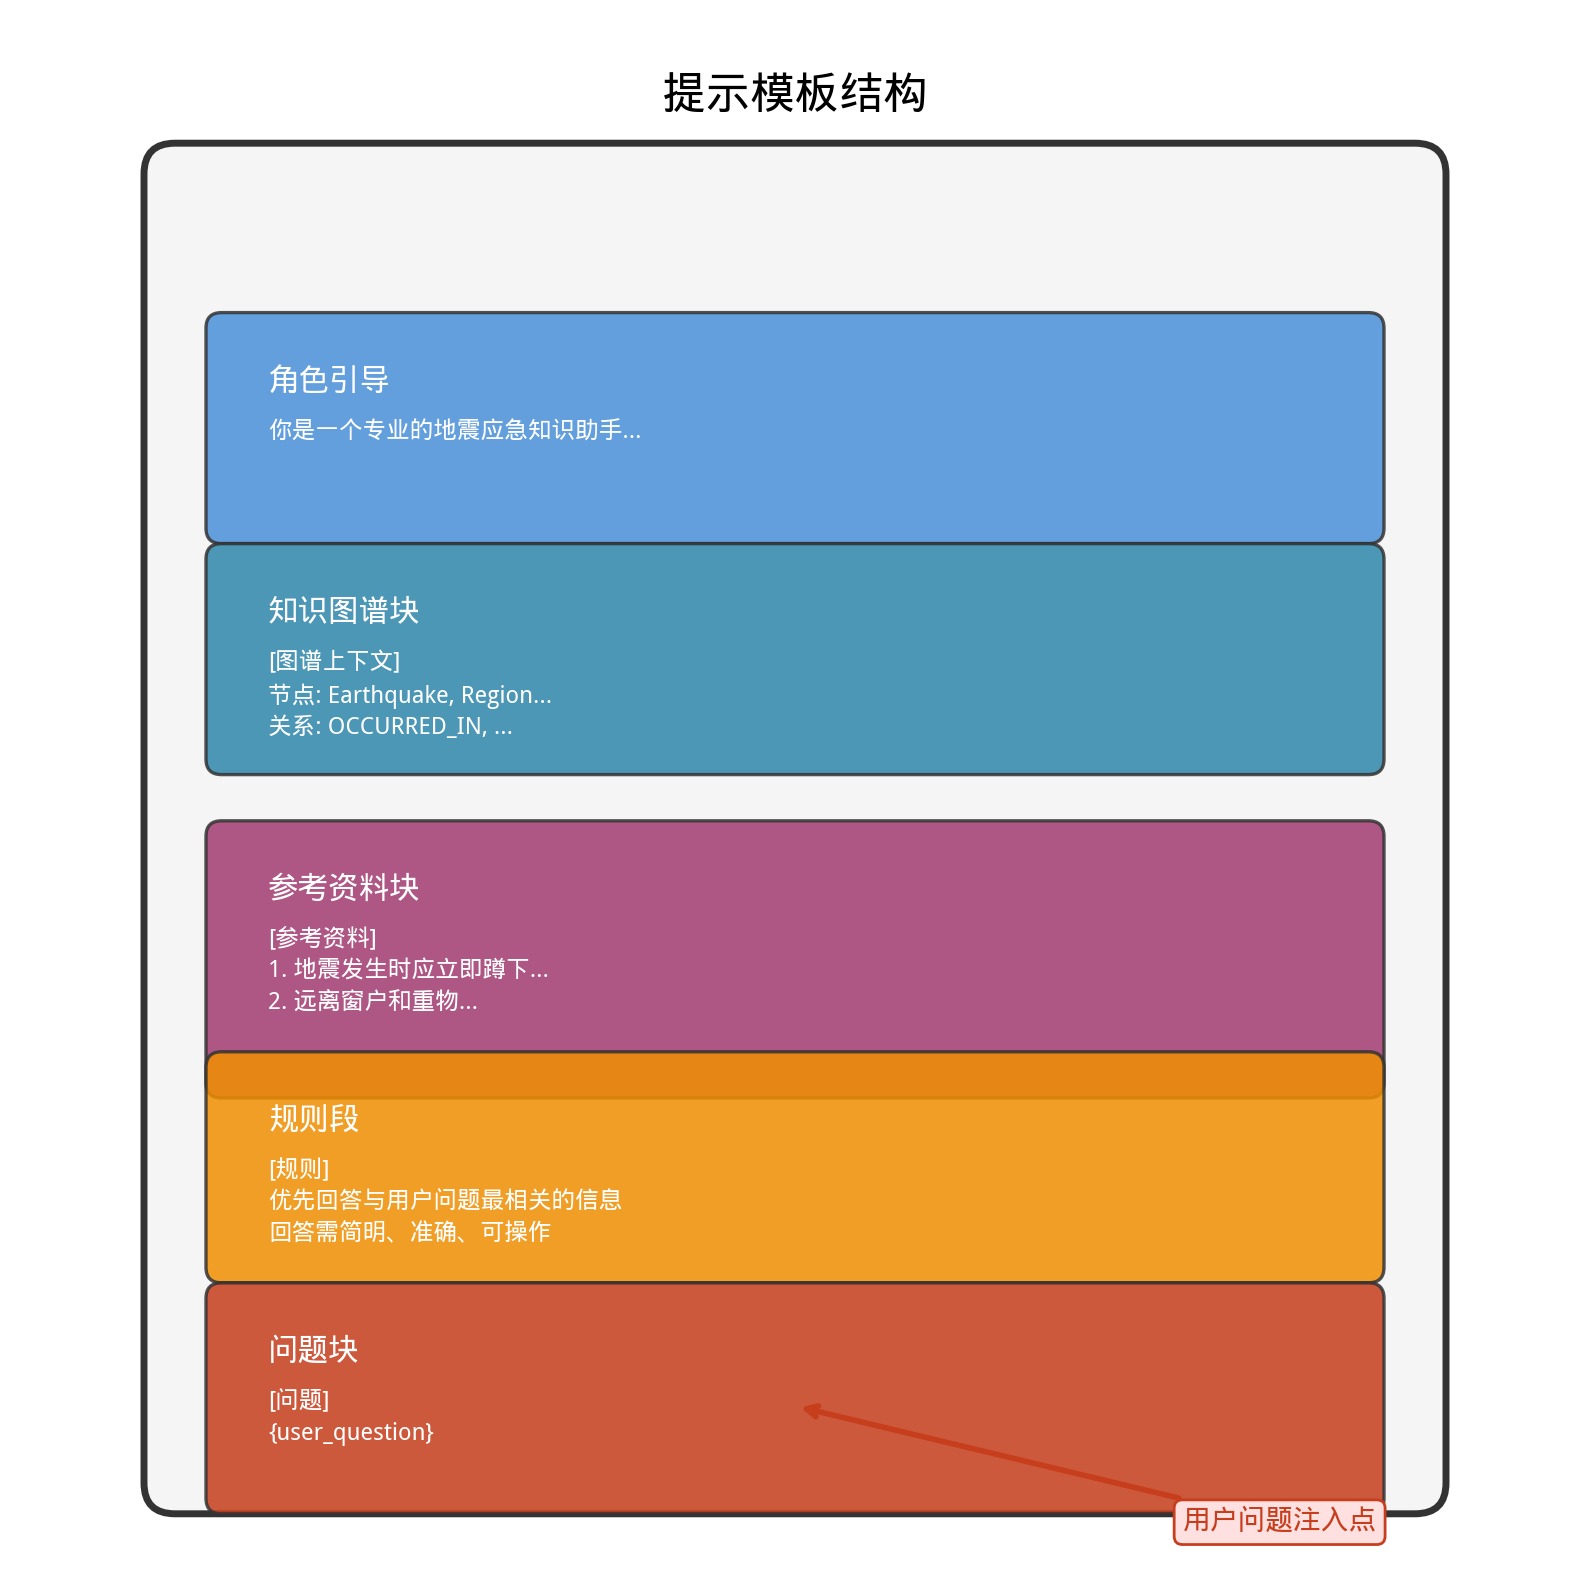 提示模板结构
角色引导
你是一个专业的地震应急知识助手...
知识图谱块
[图谱上下文]
节点: Earthquake, Region...
关系: OCCURRED_IN, ...
参考资料块
[参考资料]
1. 地震发生时应立即蹲下...
2. 远离窗户和重物...
规则段
[规则]
优先回答与用户问题最相关的信息
回答需简明、准确、可操作
问题块
[问题]
{user_question}
用户问题注入点